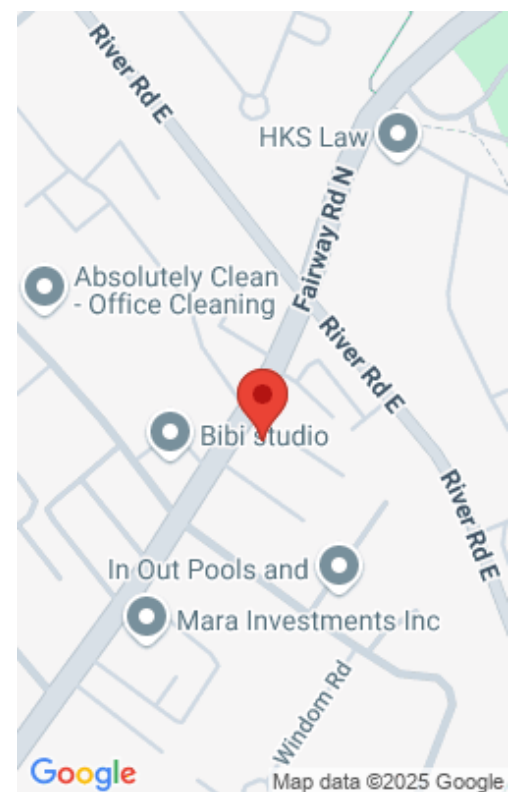 River Rd E
HKS Law
Fairway Rd N
Absolutely Clean
- Office Cleaning
River Rd E
Bibi studio
River Rd E
In Out Pools and
Mara Investments Inc
Windom Rd
Google
Map data ©2025 Google